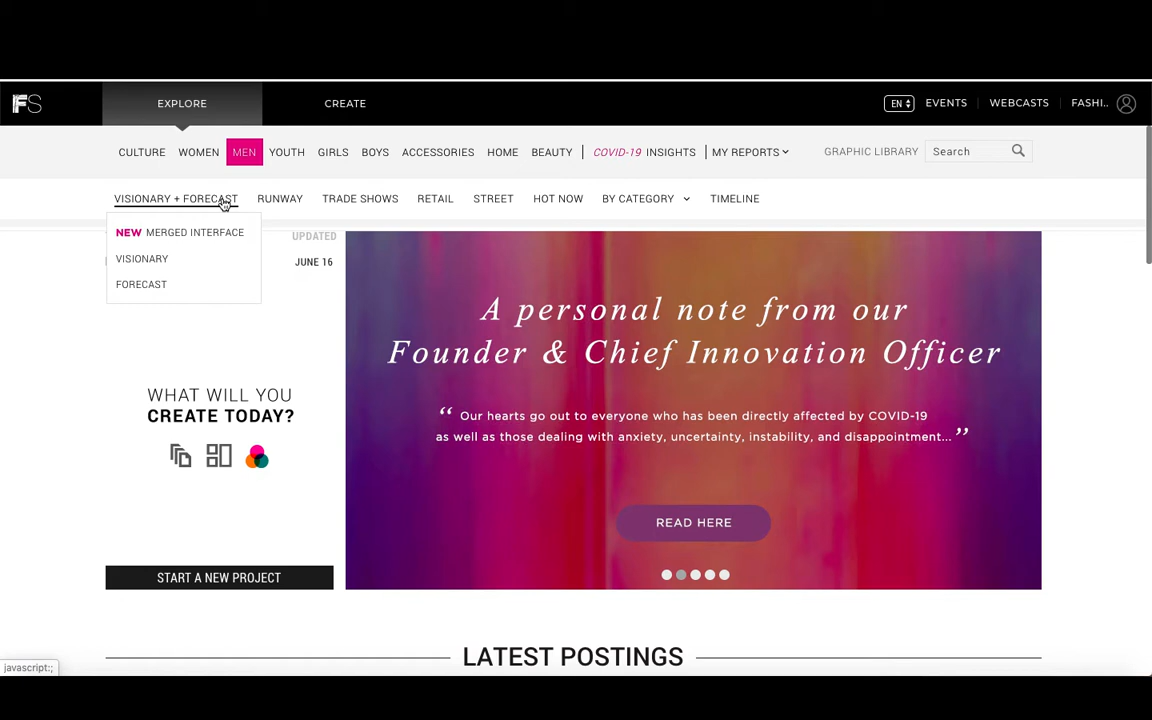 FS
EXPLORE
CREATE
EN
EVENTS
WEBCASTS
FASHI..
CULTURE
WOMEN
MEN
YOUTH
GIRLS
BOYS
ACCESSORIES
HOME
BEAUTY
COVID-19 INSIGHTS
MY REPORTS
GRAPHIC LIBRARY
Search
VISIONARY + FORECAST
RUNWAY
TRADE SHOWS
RETAIL
STREET
HOT NOW
BY CATEGORY
TIMELINE
NEW MERGED INTERFACE
VISIONARY
FORECAST
UPDATED
JUNE 16
WHAT WILL YOU
CREATE TODAY?
START A NEW PROJECT
A personal note from our
Founder & Chief Innovation Officer
“ Our hearts go out to everyone who has been directly affected by COVID-19
as well as those dealing with anxiety, uncertainty, instability, and disappointment... ”
READ HERE
LATEST POSTINGS
javascript:;